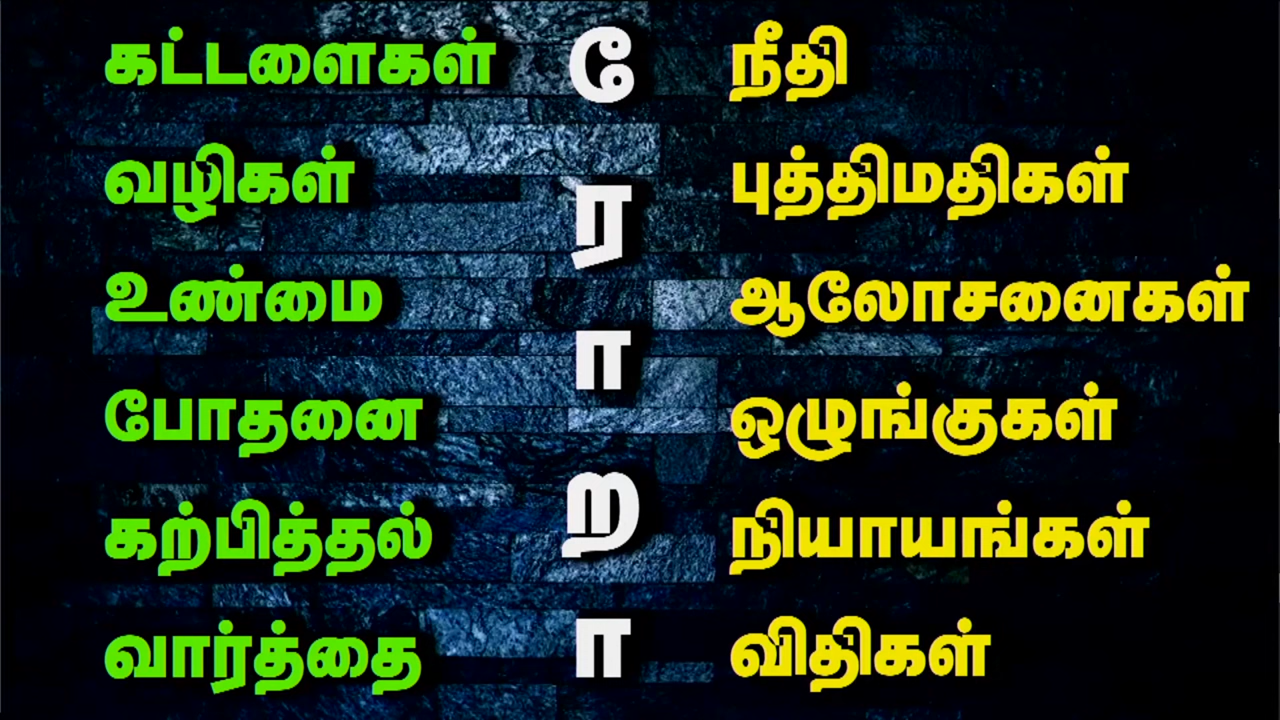 கட்டளைகள்
வழிகள்
உண்மை
போதனை
கற்பித்தல்
வார்த்தை
ே
ர
ா
ற
ா
நீதி
புத்திமதிகள்
ஆலோசனைகள்
ஒழுங்குகள்
நியாயங்கள்
விதிகள்